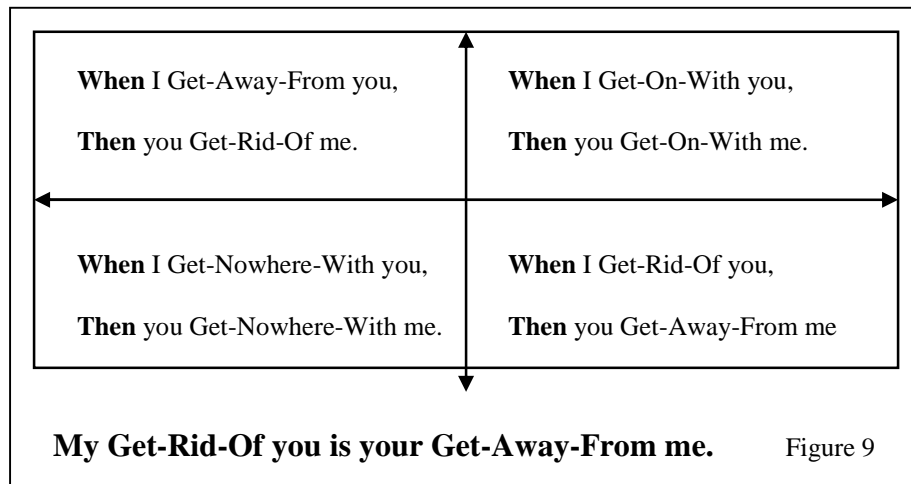 When I Get-Away-From you,
Then you Get-Rid-Of me.
When I Get-On-With you,
Then you Get-On-With me.
When I Get-Nowhere-With you,
Then you Get-Nowhere-With me.
When I Get-Rid-Of you,
Then you Get-Away-From me
My Get-Rid-Of you is your Get-Away-From me. Figure 9